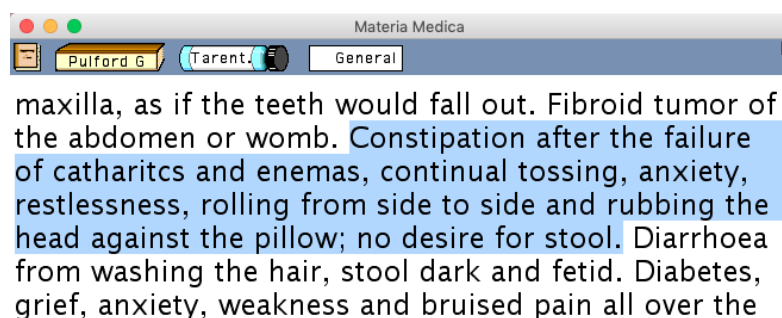 Materia Medica
Pulford G Tarent. General
maxilla, as if the teeth would fall out. Fibroid tumor of
the abdomen or womb. Constipation after the failure
of catharitcs and enemas, continual tossing, anxiety,
restlessness, rolling from side to side and rubbing the
head against the pillow; no desire for stool. Diarrhoea
from washing the hair, stool dark and fetid. Diabetes,
grief, anxiety, weakness and bruised pain all over the